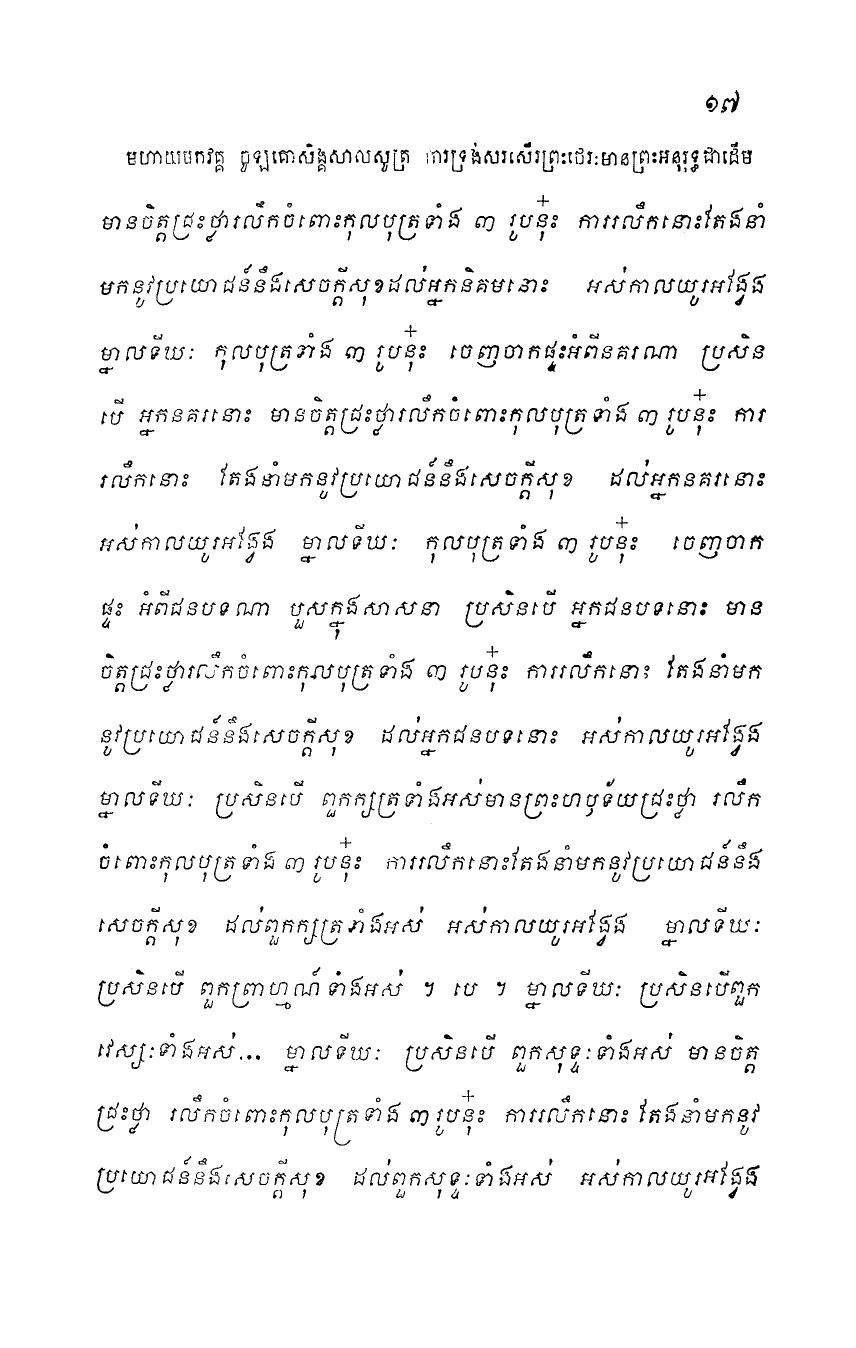 ១៧
មហាយមកវគ្គ ចូឡគោសិង្គសាលសូត្រ ការទ្រង់សរសើរព្រះថេរៈមានព្រះអនុរុទ្ធជាដើម
មានចិត្តជ្រះថ្លារលឹកចំពោះកុលបុត្រទាំង ៣ រូបនុ៎ះ ការរលឹកនោះតែងនាំ
មកនូវប្រយោជន៍នឹងសេចក្តីសុខដល់អ្នកនិគមនោះ អស់កាលយូរអង្វែង
ម្នាលទីឃៈ កុលបុត្រទាំង ៣ រូបនុ៎ះ ចេញចាកផ្ទះអំពីនគរណា ប្រសិន
បើ អ្នកនគរនោះ មានចិត្តជ្រះថ្លារលឹកចំពោះកុលបុត្រទាំង ៣ រូបនុ៎ះ ការ
រលឹកនោះ តែងនាំមកនូវប្រយោជន៍នឹងសេចក្តីសុខ ដល់អ្នកនគរនោះ
អស់កាលយូរអង្វែង ម្នាលទីឃៈ កុលបុត្រទាំង ៣ រូបនុ៎ះ ចេញចាក
ផ្ទះ អំពីជនបទណា បួសក្នុងសាសនា ប្រសិនបើ អ្នកជនបទនោះ មាន
ចិត្តជ្រះថ្លារលឹកចំពោះកុលបុត្រទាំង ៣ រូបនុ៎ះ ការរលឹកនោះ តែងនាំមក
នូវប្រយោជន៍នឹងសេចក្តីសុខ ដល់អ្នកជនបទនោះ អស់កាលយូរអង្វែង
ម្នាលទីឃៈ ប្រសិនបើ ពួកក្សត្រទាំងអស់មានព្រះហឫទ័យជ្រះថ្លា រលឹក
ចំពោះកុលបុត្រទាំង ៣ រូបនុ៎ះ ការរលឹកនោះតែងនាំមកនូវប្រយោជន៍នឹង
សេចក្តីសុខ ដល់ពួកក្សត្រទាំងអស់ អស់កាលយូរអង្វែង ម្នាលទីឃៈ
ប្រសិនបើ ពួកព្រាហ្មណ៍ទាំងអស់ ។ បេ ។ ម្នាលទីឃៈ ប្រសិនបើពួក
វេស្សៈទាំងអស់... ម្នាលទីឃៈ ប្រសិនបើ ពួកសុទ្ទៈទាំងអស់ មានចិត្ត
ជ្រះថ្លា រលឹកចំពោះកុលបុត្រទាំង ៣ រូបនុ៎ះ ការរលឹកនោះ តែងនាំមកនូវ
ប្រយោជន៍នឹងសេចក្តីសុខ ដល់ពួកសុទ្ទៈទាំងអស់ អស់កាលយូរអង្វែង